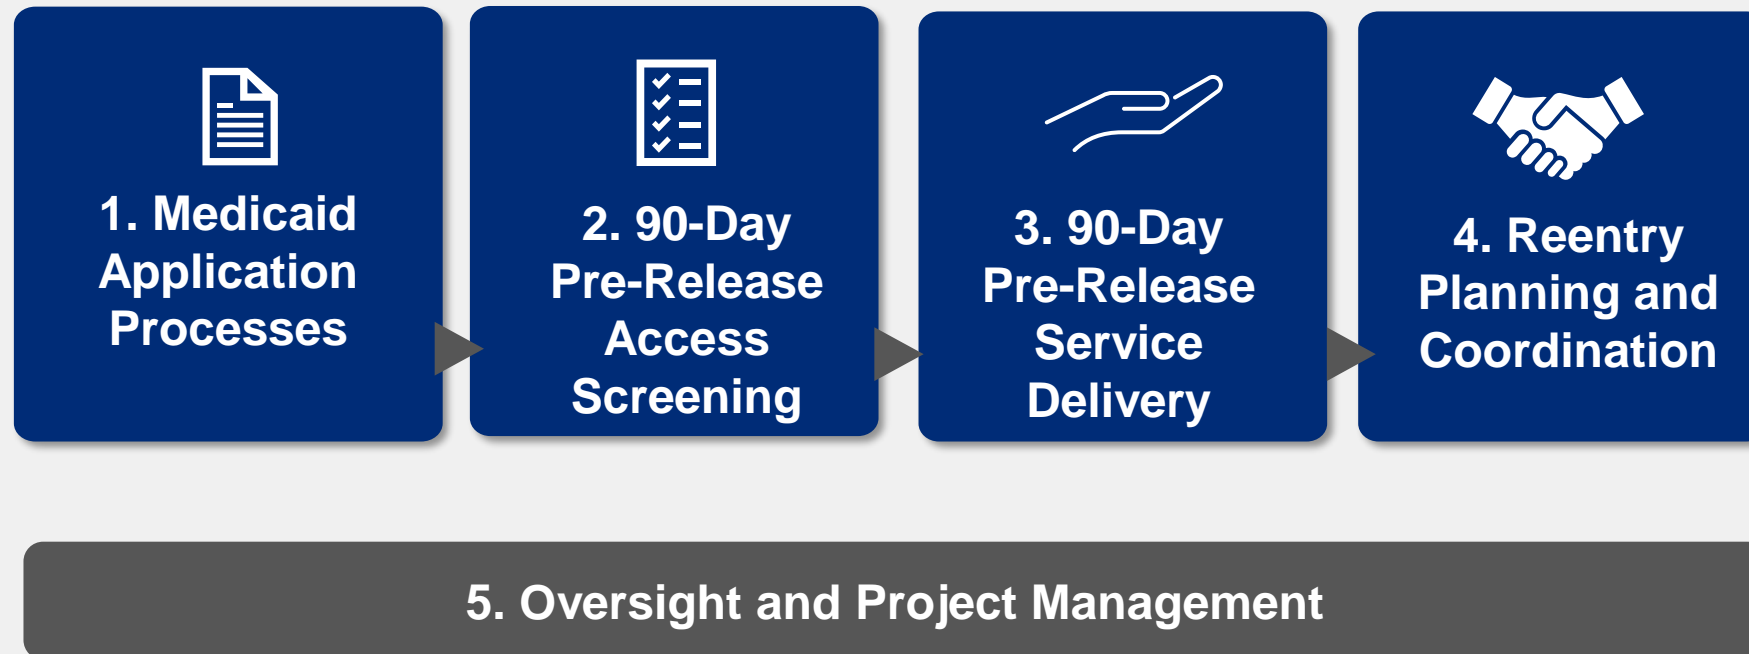 1. Medicaid
Application
Processes
2. 90-Day
Pre-Release
Access
Screening
3. 90-Day
Pre-Release
Service
Delivery
4. Reentry
Planning and
Coordination
5. Oversight and Project Management